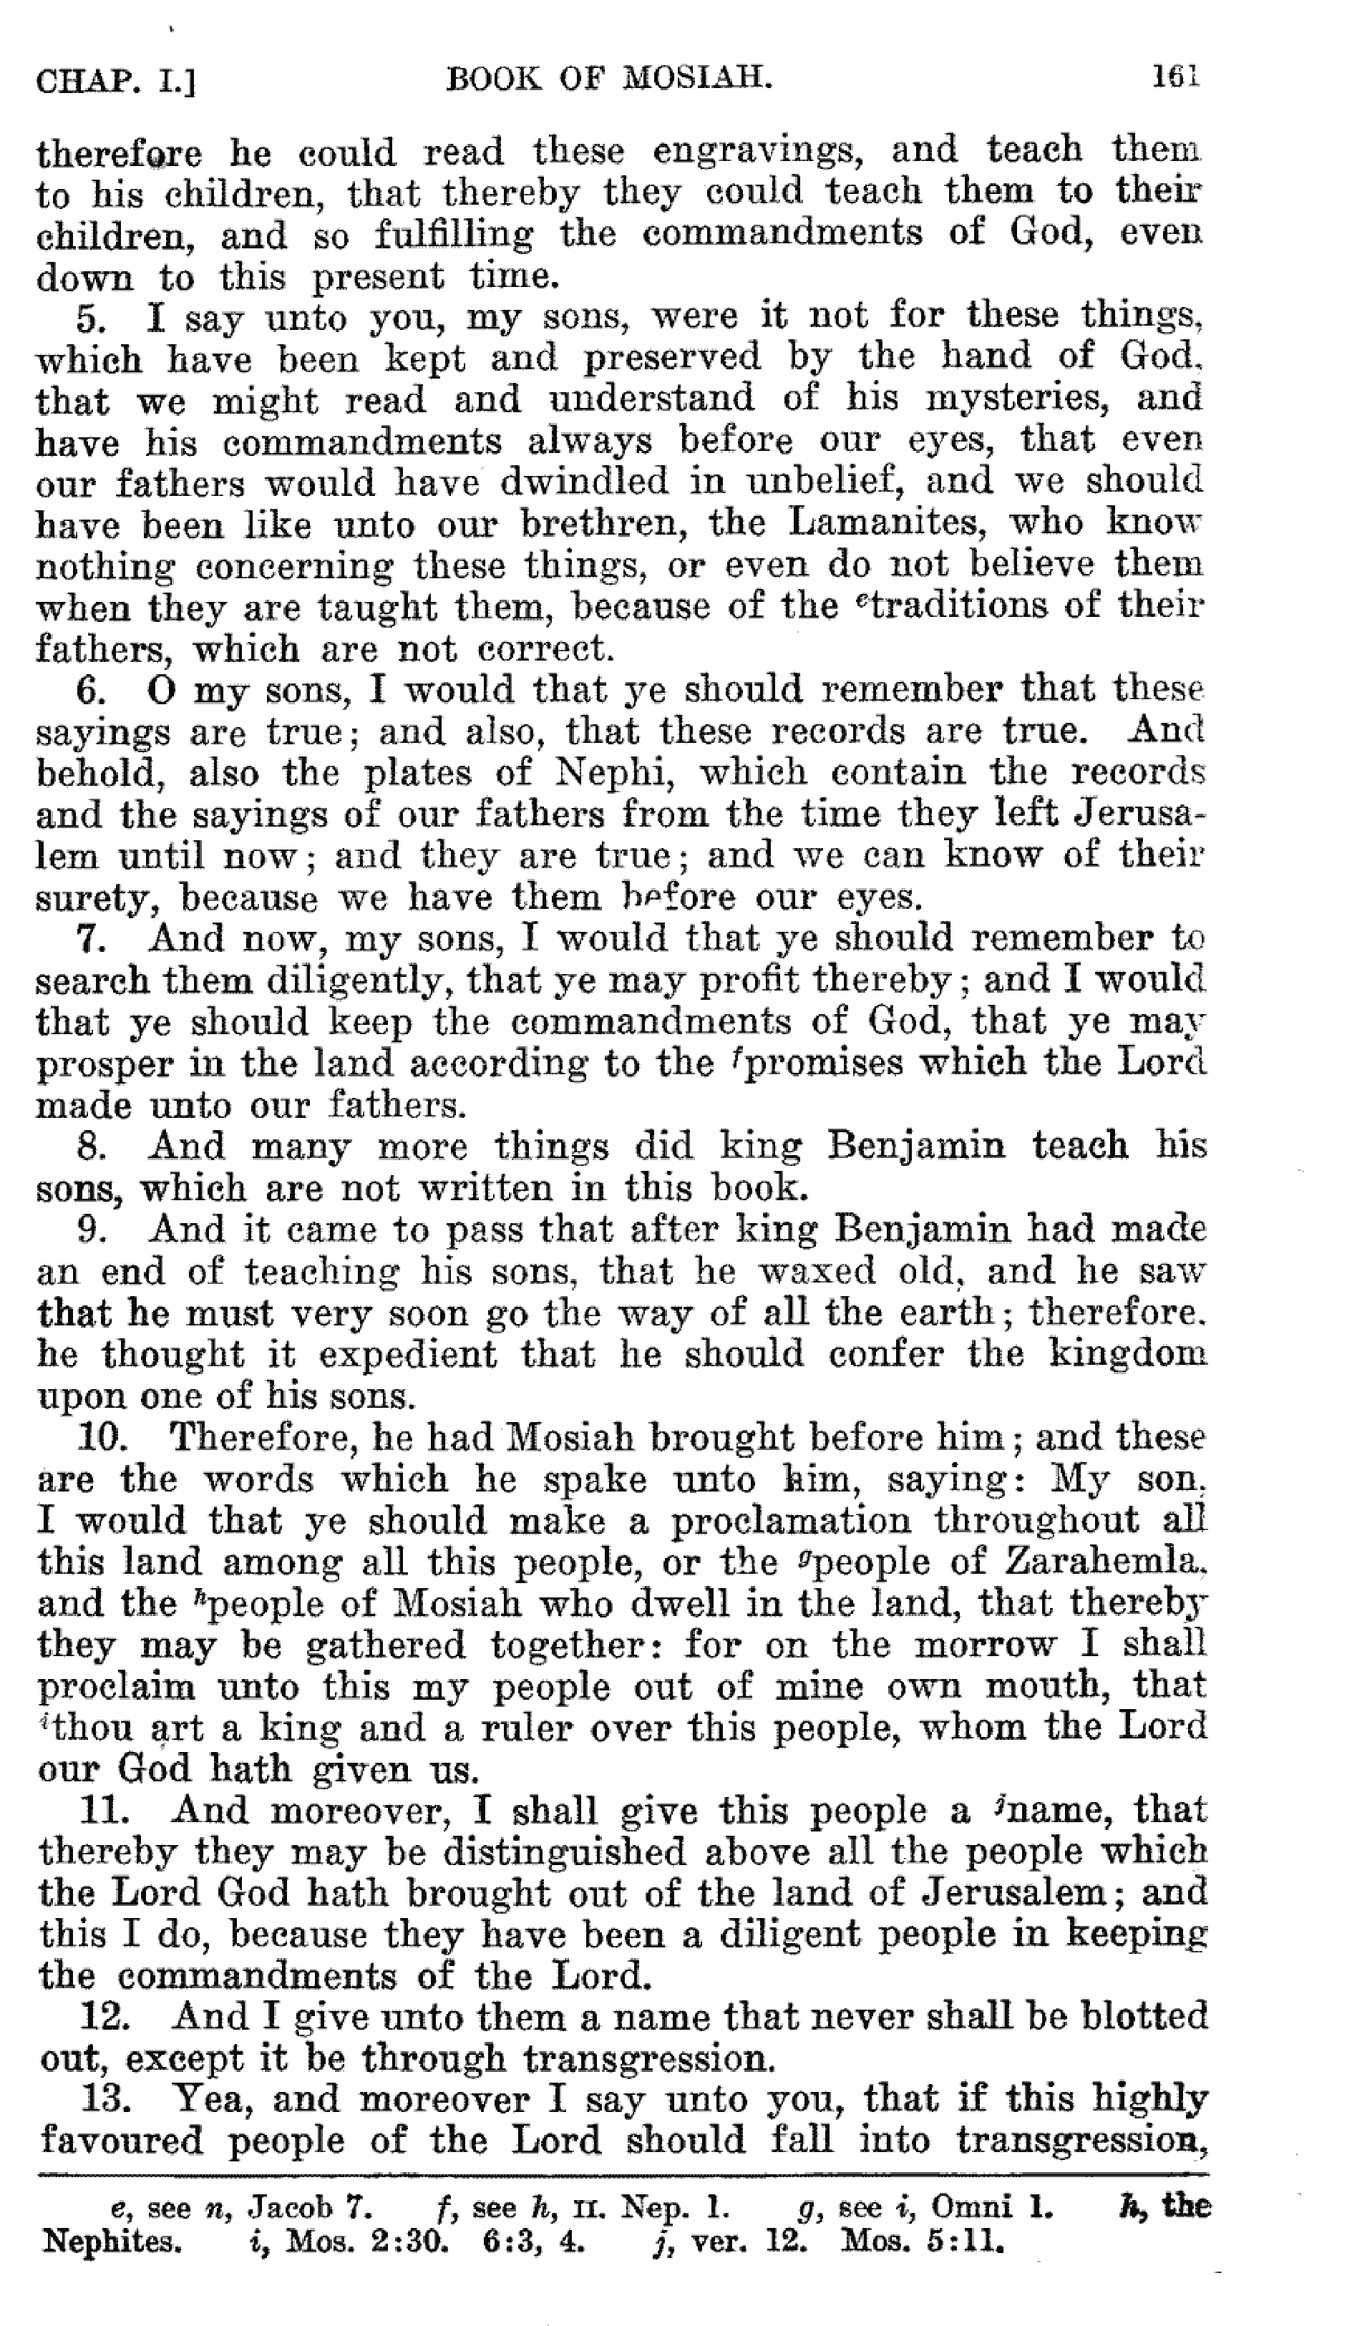 CHAP. I.] BOOK OF MOSIAH. 161
therefore he could read these engravings, and teach them
to his children, that thereby they could teach them to their
children, and so fulfilling the commandments of God, even
down to this present time.
5. I say unto you, my sons, were it not for these things,
which have been kept and preserved by the hand of God,
that we might read and understand of his mysteries, and
have his commandments always before our eyes, that even
our fathers would have dwindled in unbelief, and we should
have been like unto our brethren, the Lamanites, who know
nothing concerning these things, or even do not believe them
when they are taught them, because of the ᵉtraditions of their
fathers, which are not correct.
6. O my sons, I would that ye should remember that these
sayings are true; and also, that these records are true. And
behold, also the plates of Nephi, which contain the records
and the sayings of our fathers from the time they left Jerusa-
lem until now; and they are true; and we can know of their
surety, because we have them before our eyes.
7. And now, my sons, I would that ye should remember to
search them diligently, that ye may profit thereby; and I would
that ye should keep the commandments of God, that ye may
prosper in the land according to the ᶠpromises which the Lord
made unto our fathers.
8. And many more things did king Benjamin teach his
sons, which are not written in this book.
9. And it came to pass that after king Benjamin had made
an end of teaching his sons, that he waxed old, and he saw
that he must very soon go the way of all the earth; therefore,
he thought it expedient that he should confer the kingdom
upon one of his sons.
10. Therefore, he had Mosiah brought before him; and these
are the words which he spake unto him, saying: My son,
I would that ye should make a proclamation throughout all
this land among all this people, or the ᵍpeople of Zarahemla,
and the ʰpeople of Mosiah who dwell in the land, that thereby
they may be gathered together: for on the morrow I shall
proclaim unto this my people out of mine own mouth, that
ⁱthou art a king and a ruler over this people, whom the Lord
our God hath given us.
11. And moreover, I shall give this people a ʲname, that
thereby they may be distinguished above all the people which
the Lord God hath brought out of the land of Jerusalem; and
this I do, because they have been a diligent people in keeping
the commandments of the Lord.
12. And I give unto them a name that never shall be blotted
out, except it be through transgression.
13. Yea, and moreover I say unto you, that if this highly
favoured people of the Lord should fall into transgression,
e, see n, Jacob 7. f, see h, II. Nep. 1. g, see i, Omni 1. h, the
Nephites. i, Mos. 2:30. 6:3, 4. j, ver. 12. Mos. 5:11.